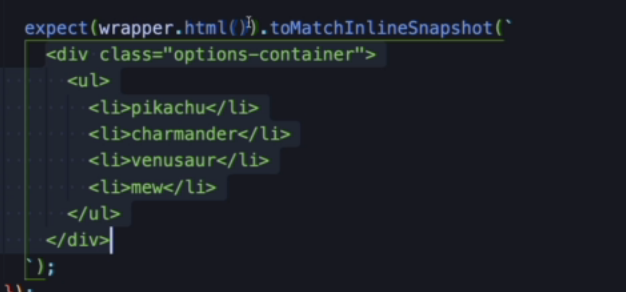 expect(wrapper.html()).toMatchInlineSnapshot(`
<div class="options-container">
<ul>
<li>pikachu</li>
<li>charmander</li>
<li>venusaur</li>
<li>mew</li>
</ul>
</div>
`);
});